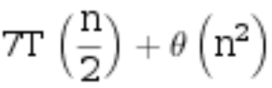 7T (n/2) + θ (n²)